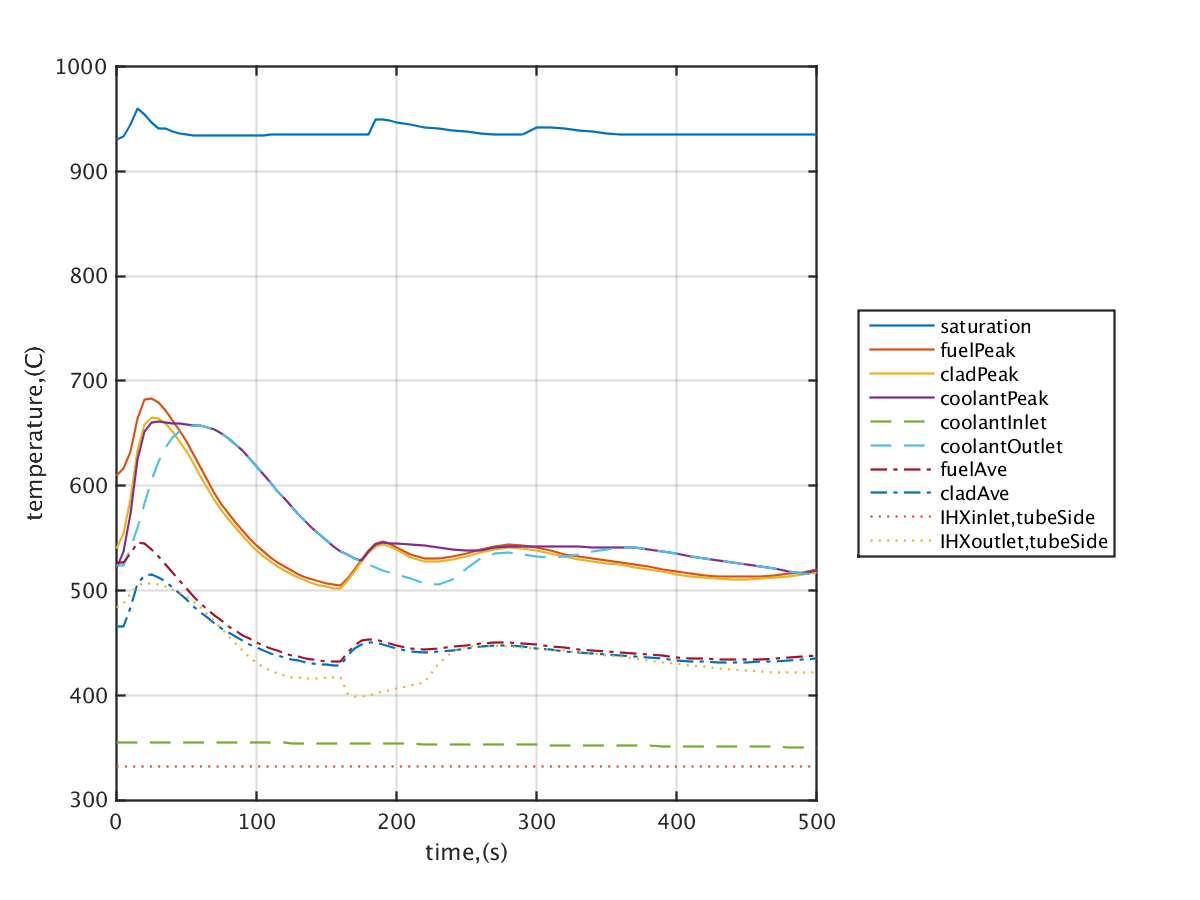 1000
900
800
700
600
500
400
300
temperature,(C)
0 100 200 300 400 500
time,(s)
saturation
fuelPeak
cladPeak
coolantPeak
coolantInlet
coolantOutlet
fuelAve
cladAve
IHXinlet,tubeSide
IHXoutlet,tubeSide